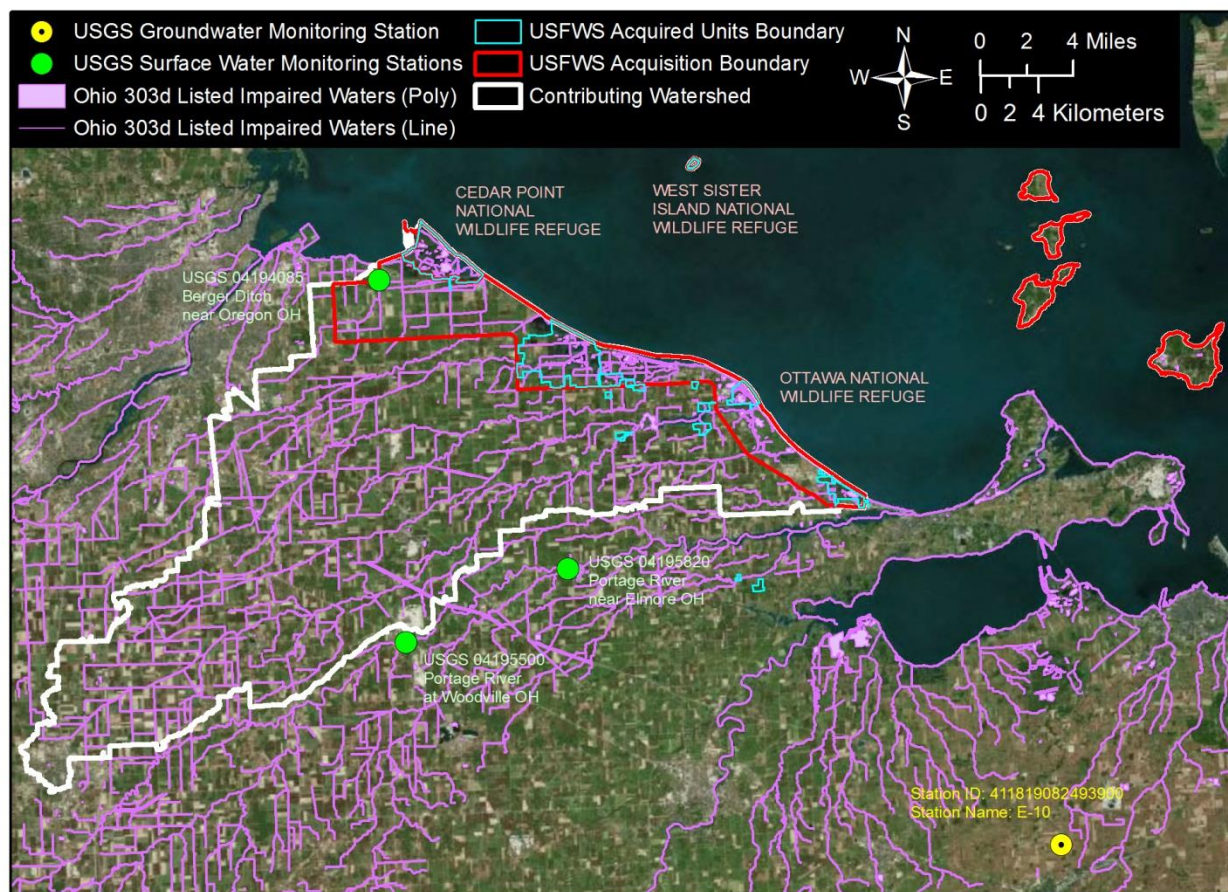 USGS Groundwater Monitoring Station
USGS Surface Water Monitoring Stations
Ohio 303d Listed Impaired Waters (Poly)
Ohio 303d Listed Impaired Waters (Line)
USFWS Acquired Units Boundary
USFWS Acquisition Boundary
Contributing Watershed
N
W E
S
0 2 4 Miles
0 2 4 Kilometers
CEDAR POINT
NATIONAL
WILDLIFE REFUGE
WEST SISTER
ISLAND NATIONAL
WILDLIFE REFUGE
USGS 04194085
Berger Ditch
near Oregon OH
OTTAWA NATIONAL
WILDLIFE REFUGE
USGS 04195820
Portage River
near Elmore OH
USGS 04195500
Portage River
at Woodville OH
Station ID: 411819082493900
Station Name: E-10